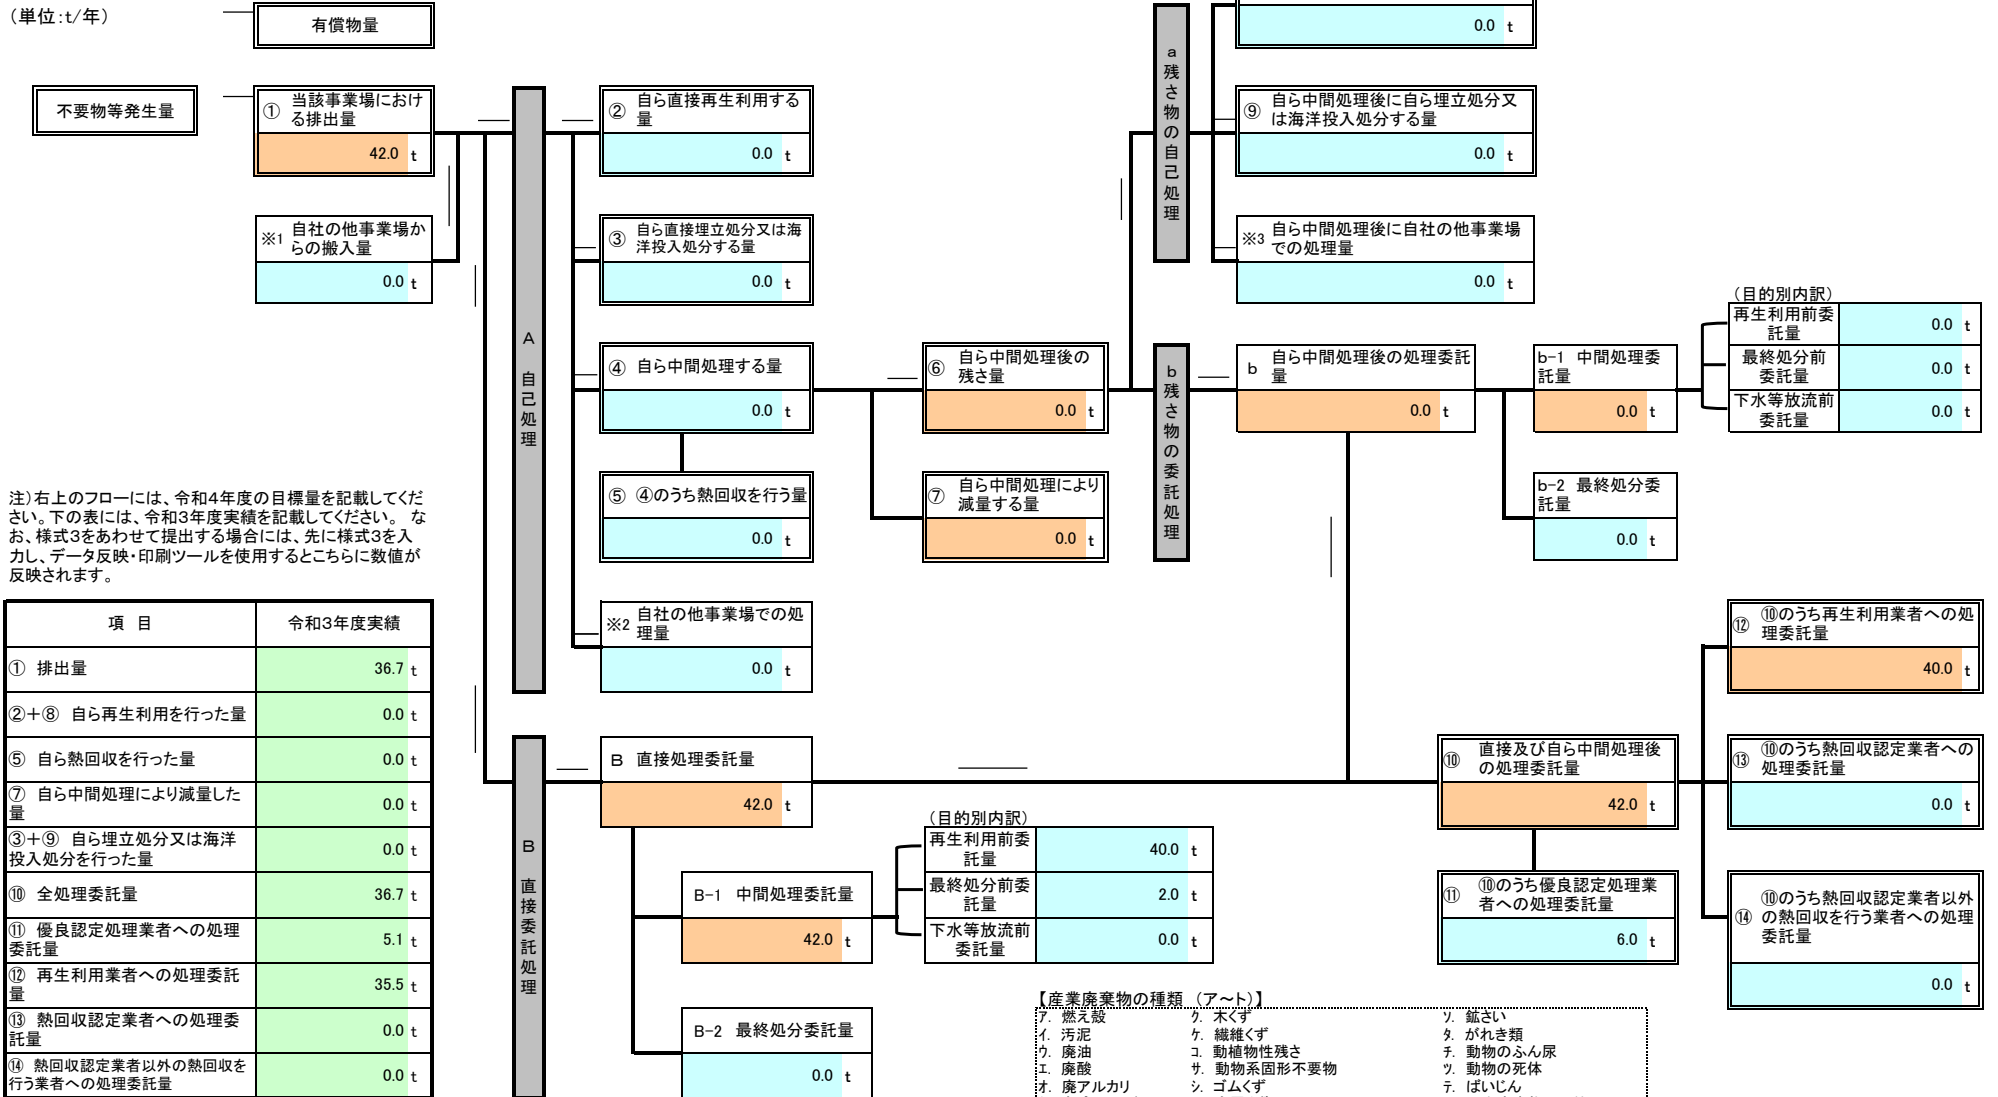 （単位:t/年）
有償物量
0.0 t
不要物等発生量
① 当該事業場におけ
る排出量
42.0 t
※1 自社の他事業場か
らの搬入量
0.0 t
A 自己処理
② 自ら直接再生利用する
量
0.0 t
③ 自ら直接埋立処分又は海
洋投入処分する量
0.0 t
④ 自ら中間処理する量
0.0 t
⑤ ④のうち熱回収を行う量
0.0 t
※2 自社の他事業場での処
理量
0.0 t
⑥ 自ら中間処理後の
残さ量
0.0 t
⑦ 自ら中間処理により
減量する量
0.0 t
a 残さ物の自己処理
⑨ 自ら中間処理後に自ら埋立処分又
は海洋投入処分する量
0.0 t
※3 自ら中間処理後に自社の他事業場
での処理量
0.0 t
b 残さ物の委託処理
b 自ら中間処理後の処理委託
量
0.0 t
b-1 中間処理委
託量
0.0 t
b-2 最終処分委
託量
0.0 t
（目的別内訳）
再生利用前委
託量
0.0 t
最終処分前
委託量
0.0 t
下水等放流前
委託量
0.0 t
注）右上のフローには、令和４年度の目標量を記載してくだ
さい。下の表には、令和３年度実績を記載してください。 な
お、様式３をあわせて提出する場合には、先に様式３を入
力し、データ反映・印刷ツールを使用するとこちらに数値が
反映されます。
項 目 令和３年度実績
① 排出量 36.7 t
②＋⑧ 自ら再生利用を行った量 0.0 t
⑤ 自ら熱回収を行った量 0.0 t
⑦ 自ら中間処理により減量した
量 0.0 t
③＋⑨ 自ら埋立処分又は海洋
投入処分を行った量 0.0 t
⑩ 全処理委託量 36.7 t
⑪ 優良認定処理業者への処理
委託量 5.1 t
⑫ 再生利用業者への処理委託
量 35.5 t
⑬ 熱回収認定業者への処理委
託量 0.0 t
⑭ 熱回収認定業者以外の熱回収を
行う業者への処理委託量 0.0 t
B 直接委託処理
B 直接処理委託量
42.0 t
B-1 中間処理委託量
42.0 t
B-2 最終処分委託量
0.0 t
（目的別内訳）
再生利用前委
託量
40.0 t
最終処分前委
託量
2.0 t
下水等放流前
委託量
0.0 t
⑩ 直接及び自ら中間処理後
の処理委託量
42.0 t
⑪ ⑩のうち優良認定処理業
者への処理委託量
6.0 t
⑫ ⑩のうち再生利用業者への処
理委託量
40.0 t
⑬ ⑩のうち熱回収認定業者への
処理委託量
0.0 t
⑭ ⑩のうち熱回収認定業者以外
の熱回収を行う業者への処理
委託量
0.0 t
【産業廃棄物の種類 （ア～ト）】
ア. 燃え殻 ク. 木くず ソ. 鉱さい
イ. 汚泥 ケ. 繊維くず タ. がれき類
ウ. 廃油 コ. 動植物性残さ チ. 動物のふん尿
エ. 廃酸 サ. 動物系固形不要物 ツ. 動物の死体
オ. 廃アルカリ シ. ゴムくず テ. ばいじん